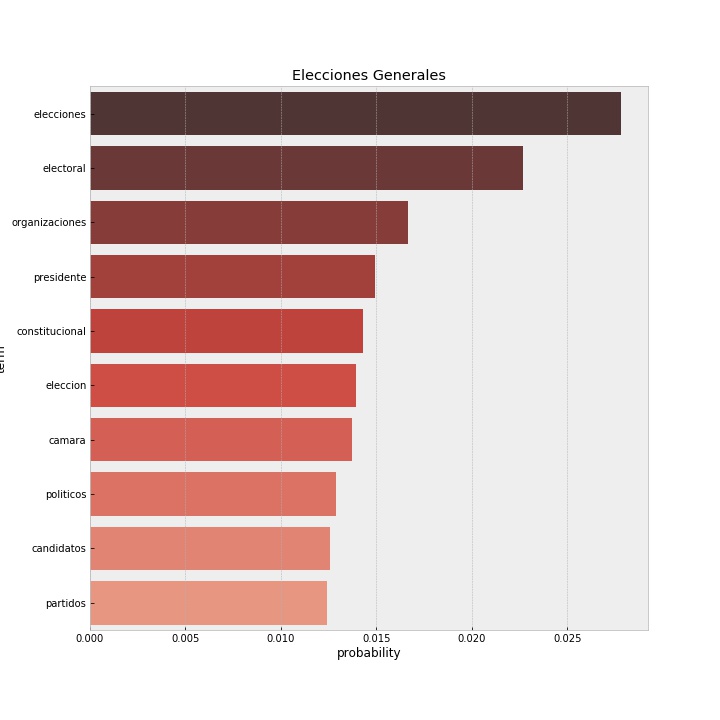 Elecciones Generales
elecciones
electoral
organizaciones
presidente
constitucional
eleccion
camara
politicos
candidatos
partidos
term
0.000 0.005 0.010 0.015 0.020 0.025
probability